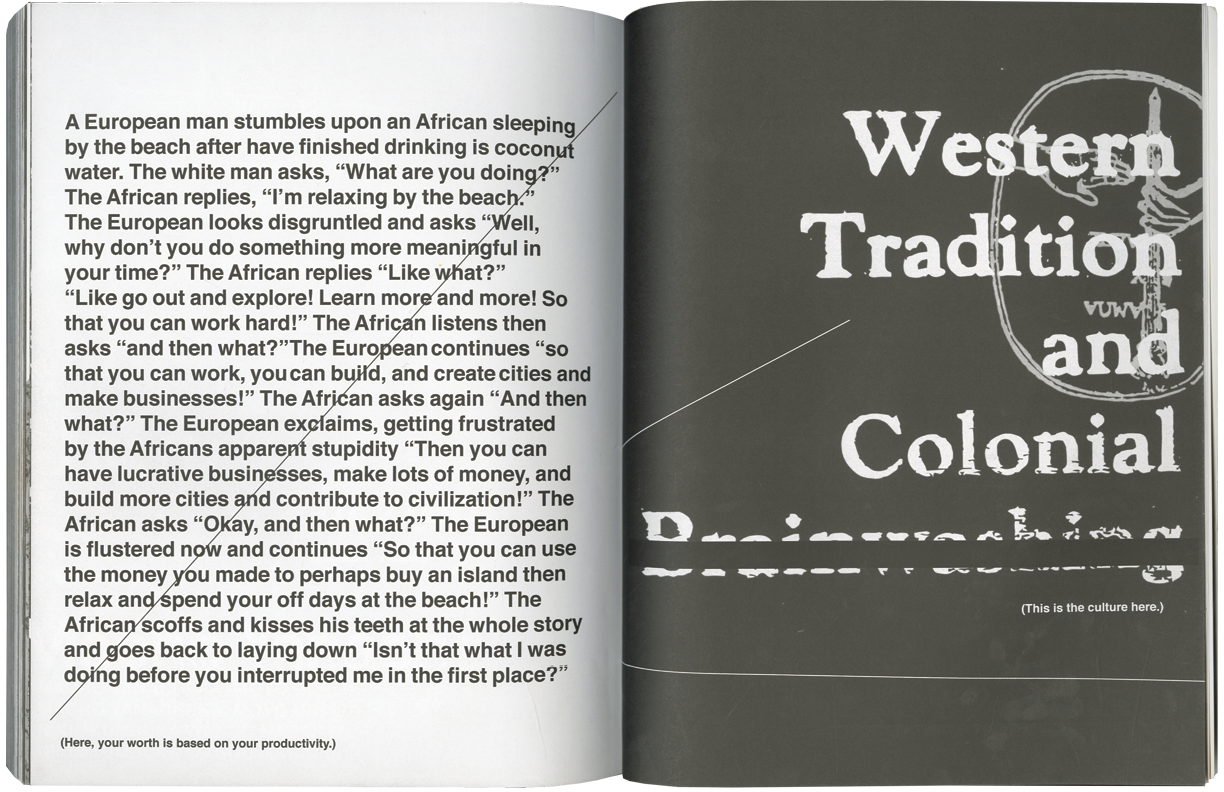 A European man stumbles upon an African sleeping
by the beach after have finished drinking is coconut
water. The white man asks, “What are you doing?”
The African replies, “I’m relaxing by the beach.”
The European looks disgruntled and asks “Well,
why don’t you do something more meaningful in
your time?” The African replies “Like what?”
“Like go out and explore! Learn more and more! So
that you can work hard!” The African listens then
asks “and then what?”The European continues “so
that you can work, you can build, and create cities and
make businesses!” The African asks again “And then
what?” The European exclaims, getting frustrated
by the Africans apparent stupidity “Then you can
have lucrative businesses, make lots of money, and
build more cities and contribute to civilization!” The
African asks “Okay, and then what?” The European
is flustered now and continues “So that you can use
the money you made to perhaps buy an island then
relax and spend your off days at the beach!” The
African scoffs and kisses his teeth at the whole story
and goes back to laying down “Isn’t that what I was
doing before you interrupted me in the first place?”
(Here, your worth is based on your productivity.)
Western
Tradition
and
Colonial
Brainwashing
(This is the culture here.)